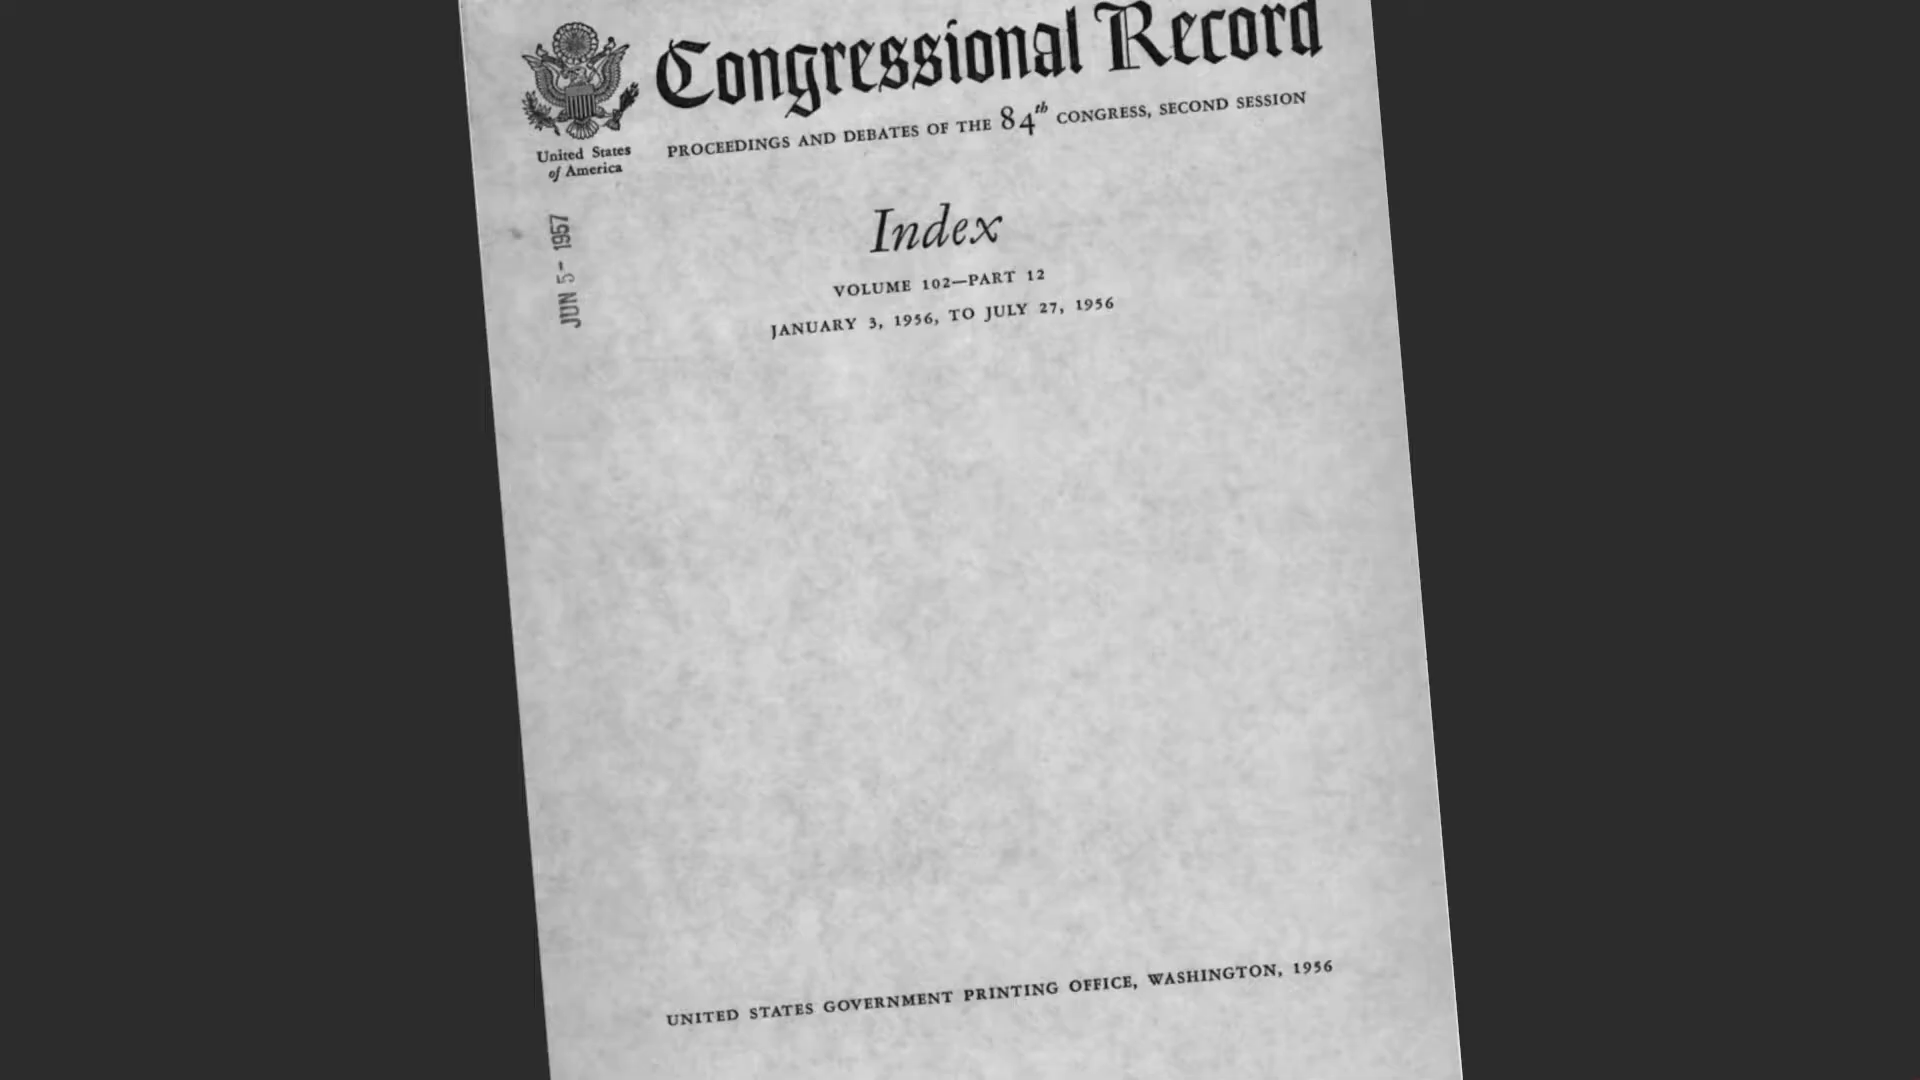 Congressional Record
PROCEEDINGS AND DEBATES OF THE 84th CONGRESS, SECOND SESSION
United States
of America
JUN 5- 1957
Index
VOLUME 102—PART 12
JANUARY 3, 1956, TO JULY 27, 1956
UNITED STATES GOVERNMENT PRINTING OFFICE, WASHINGTON, 1956